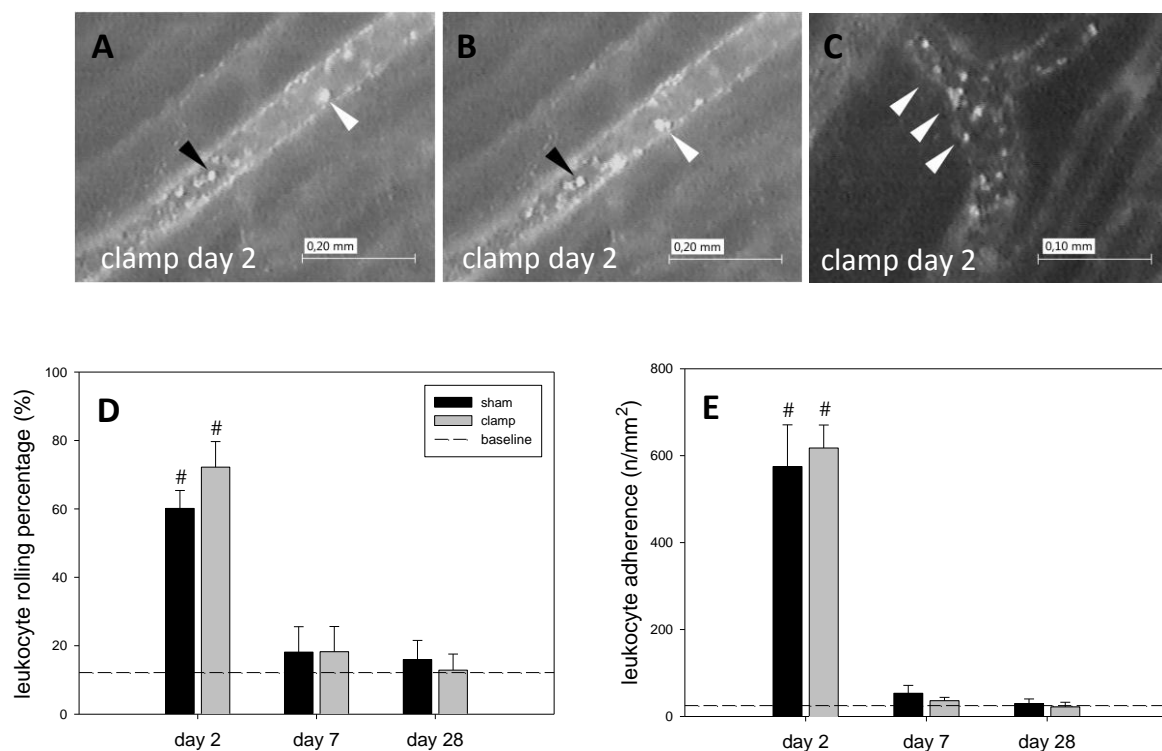 A
0,20 mm
clamp day 2
B
0,20 mm
clamp day 2
C
0,10 mm
clamp day 2
D
leukocyte rolling percentage (%)
100
80
60
40
20
0
sham
clamp
baseline
#
#
day 2
day 7
day 28
E
leukocyte adherence (n/mm²)
800
600
400
200
0
# #
day 2
day 7
day 28